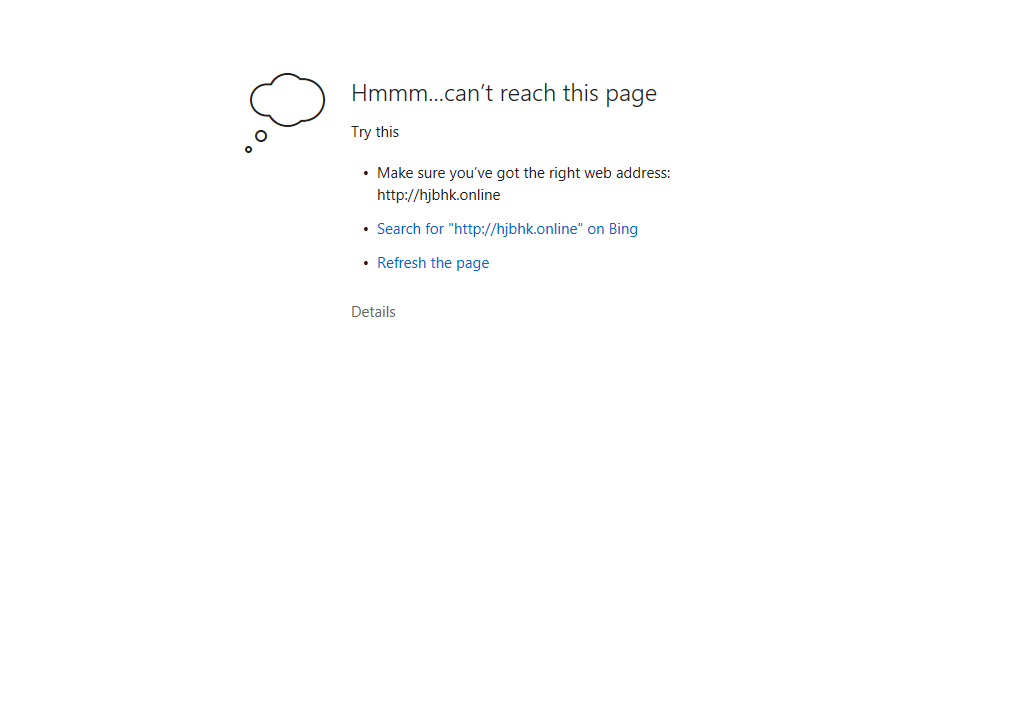 Hmmm...can’t reach this page
Try this
• Make sure you’ve got the right web address:
http://hjbhk.online
• Search for "http://hjbhk.online" on Bing
• Refresh the page
Details